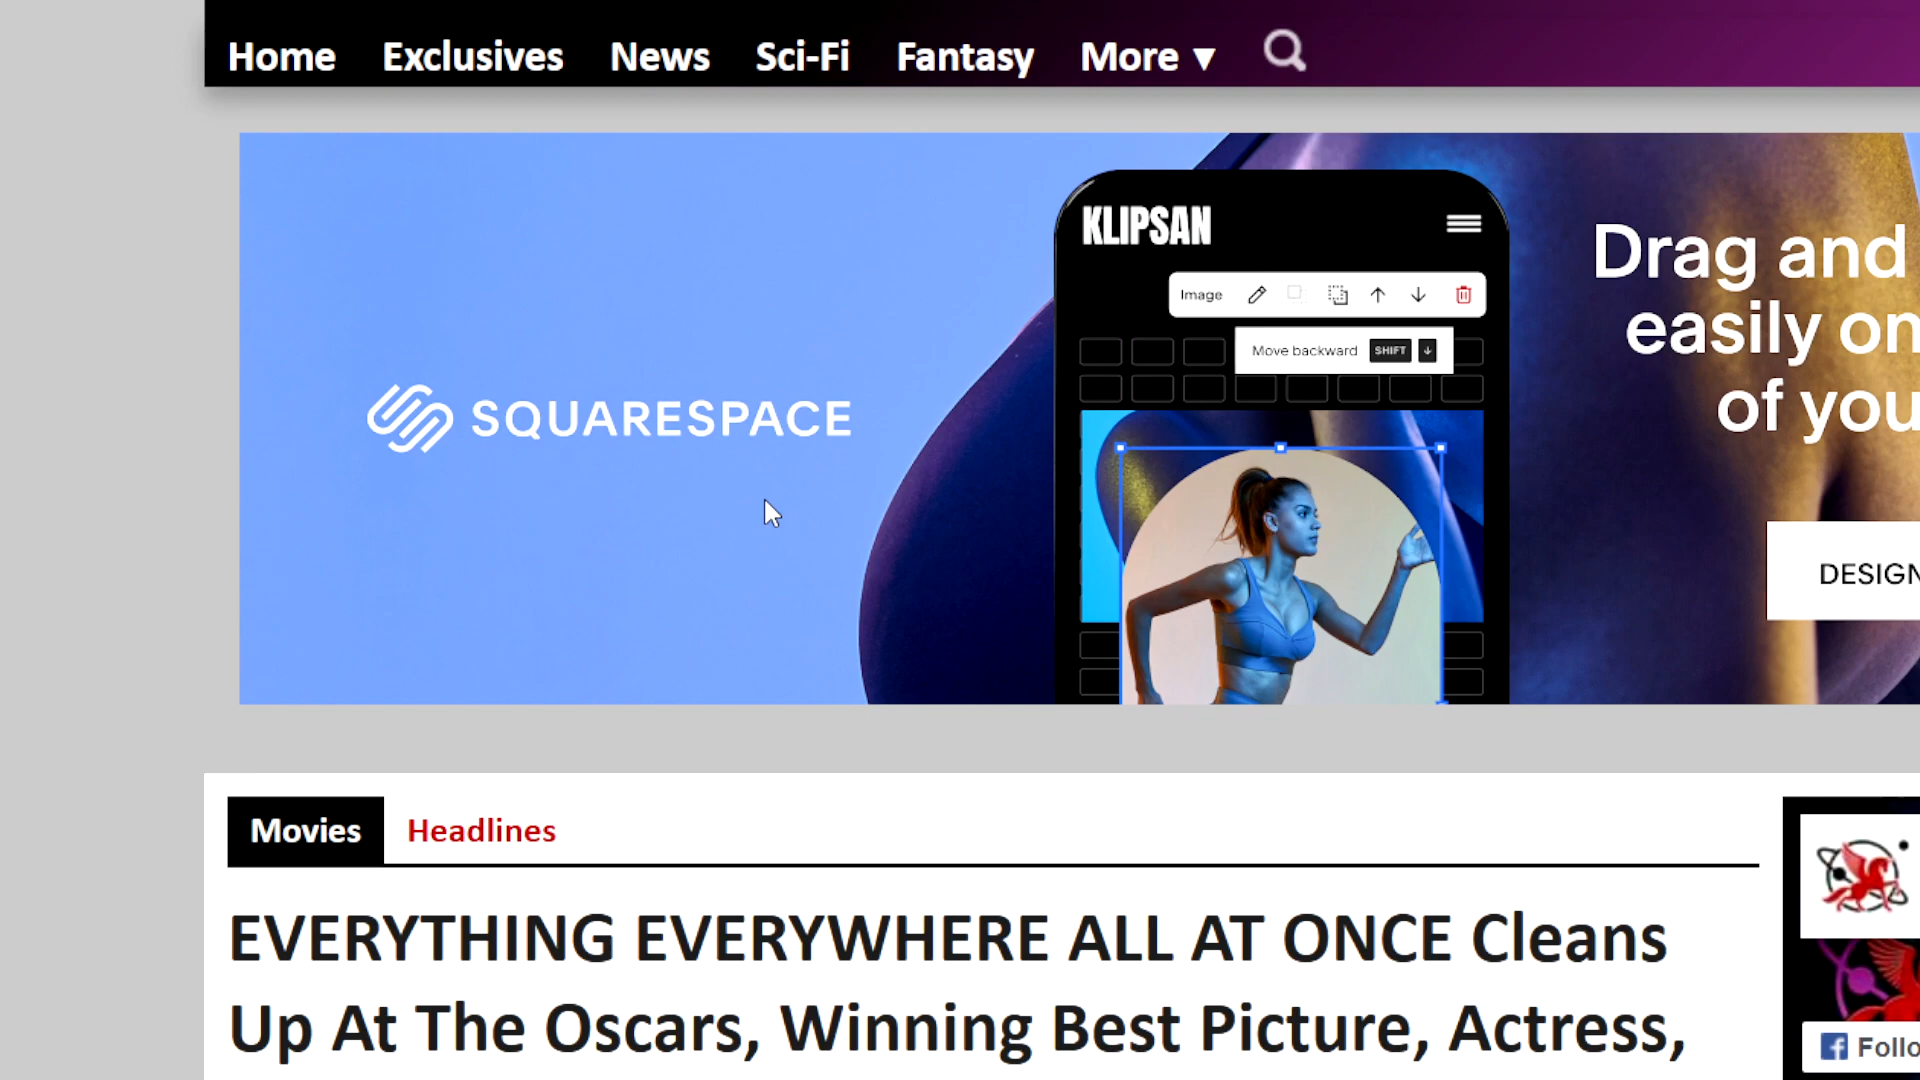 Home Exclusives News Sci-Fi Fantasy More ▼
KLIPSAN
Drag and
easily on
of you
Image
Move backward SHIFT ↓
SQUARESPACE
DESIGN
Movies Headlines
EVERYTHING EVERYWHERE ALL AT ONCE Cleans
Up At The Oscars, Winning Best Picture, Actress,
Follo